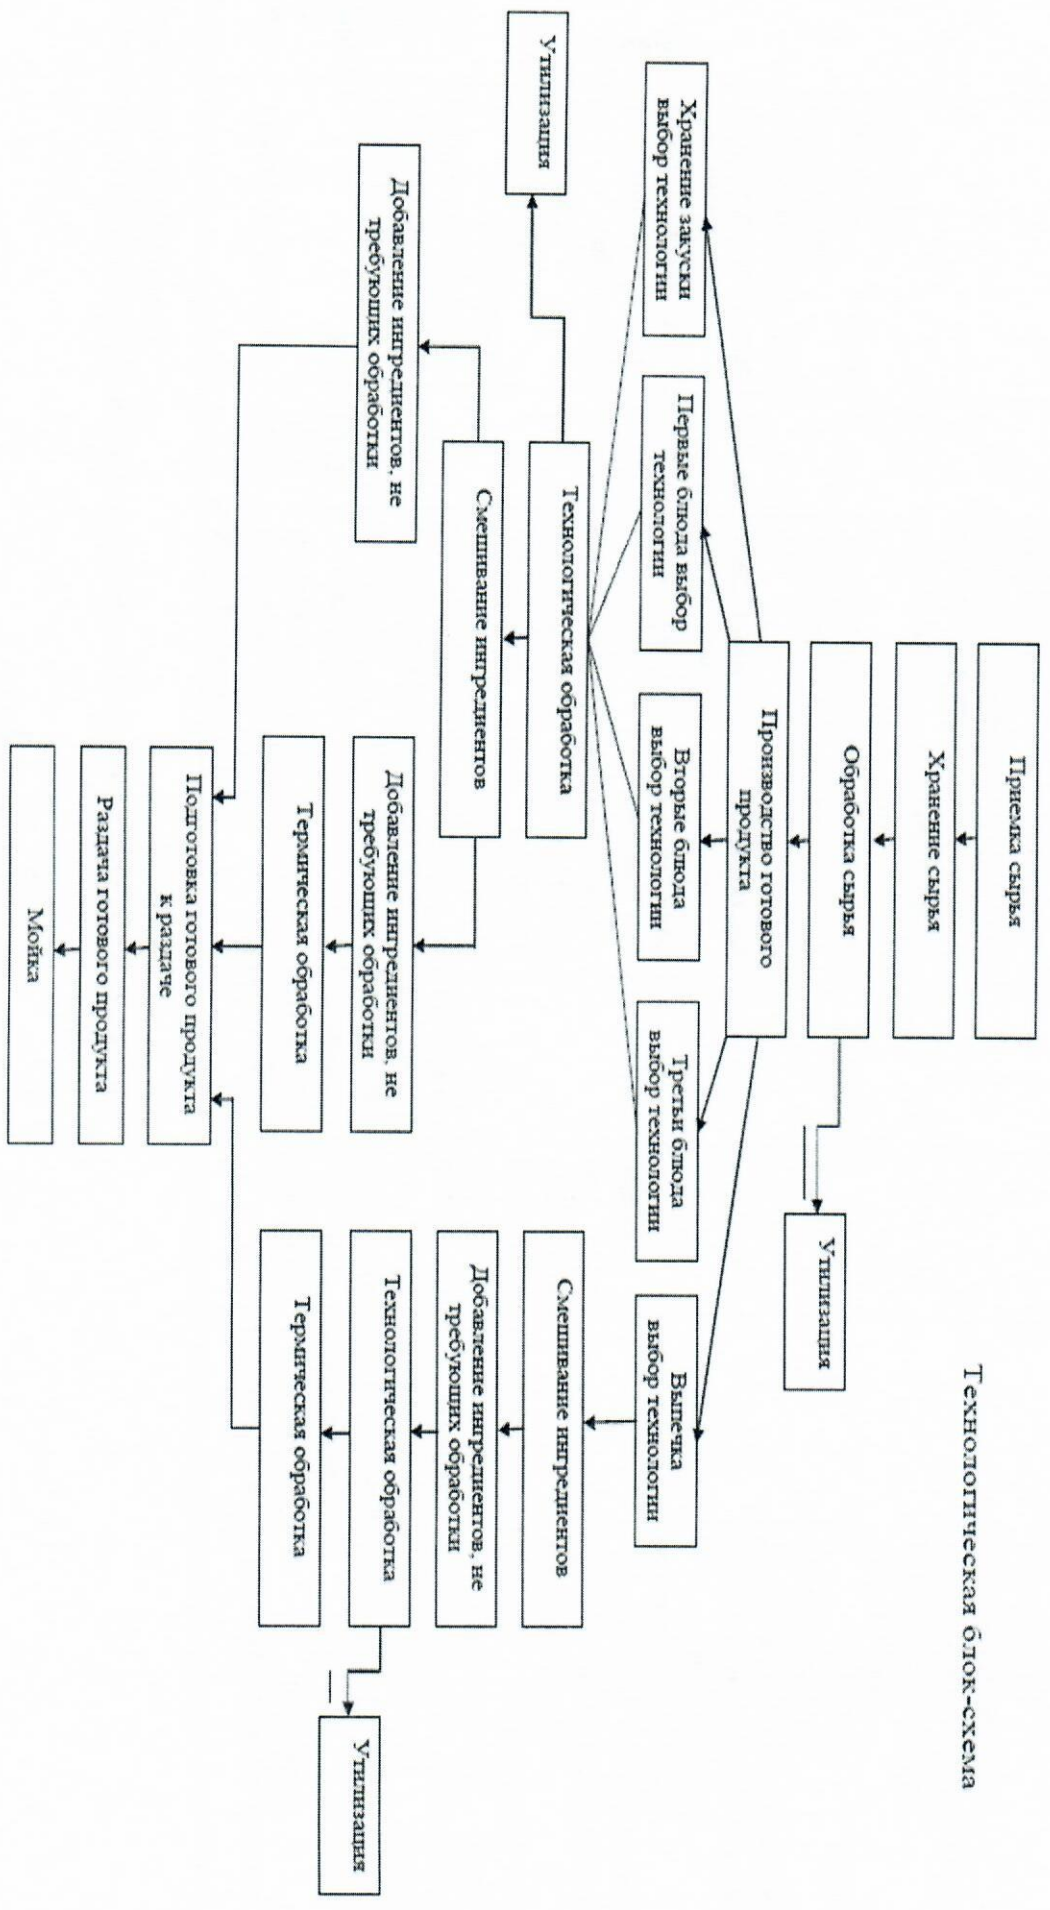 Технологическая блок-схема
Приемка сырья
Хранение сырья
Обработка сырья
Утилизация
Производство готового
продукта
Хранение закуски
выбор технологии
Первые блюда выбор
технологии
Вторые блюда
выбор технологии
Третьи блюда
выбор технологии
Выпечка
выбор технологии
Утилизация
Технологическая обработка
Смешивание ингредиентов
Смешивание ингредиентов
Добавление ингредиентов, не
требующих обработки
Добавление ингредиентов, не
требующих обработки
Добавление ингредиентов, не
требующих обработки
Технологическая обработка
Утилизация
Термическая обработка
Термическая обработка
Подготовка готового продукта
к раздаче
Раздача готового продукта
Мойка